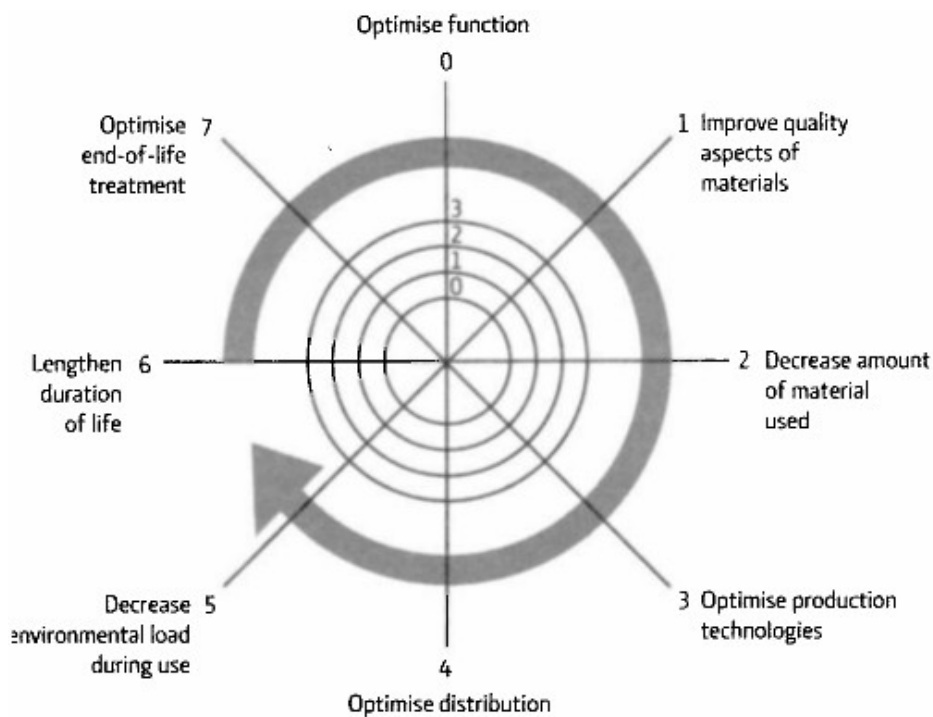 Optimise function
0
Optimise 7
end-of-life
treatment
1 Improve quality
aspects of
materials
3
2
1
0
Lengthen 6
duration
of life
2 Decrease amount
of material
used
Decrease 5
environmental load
during use
3 Optimise production
technologies
4
Optimise distribution